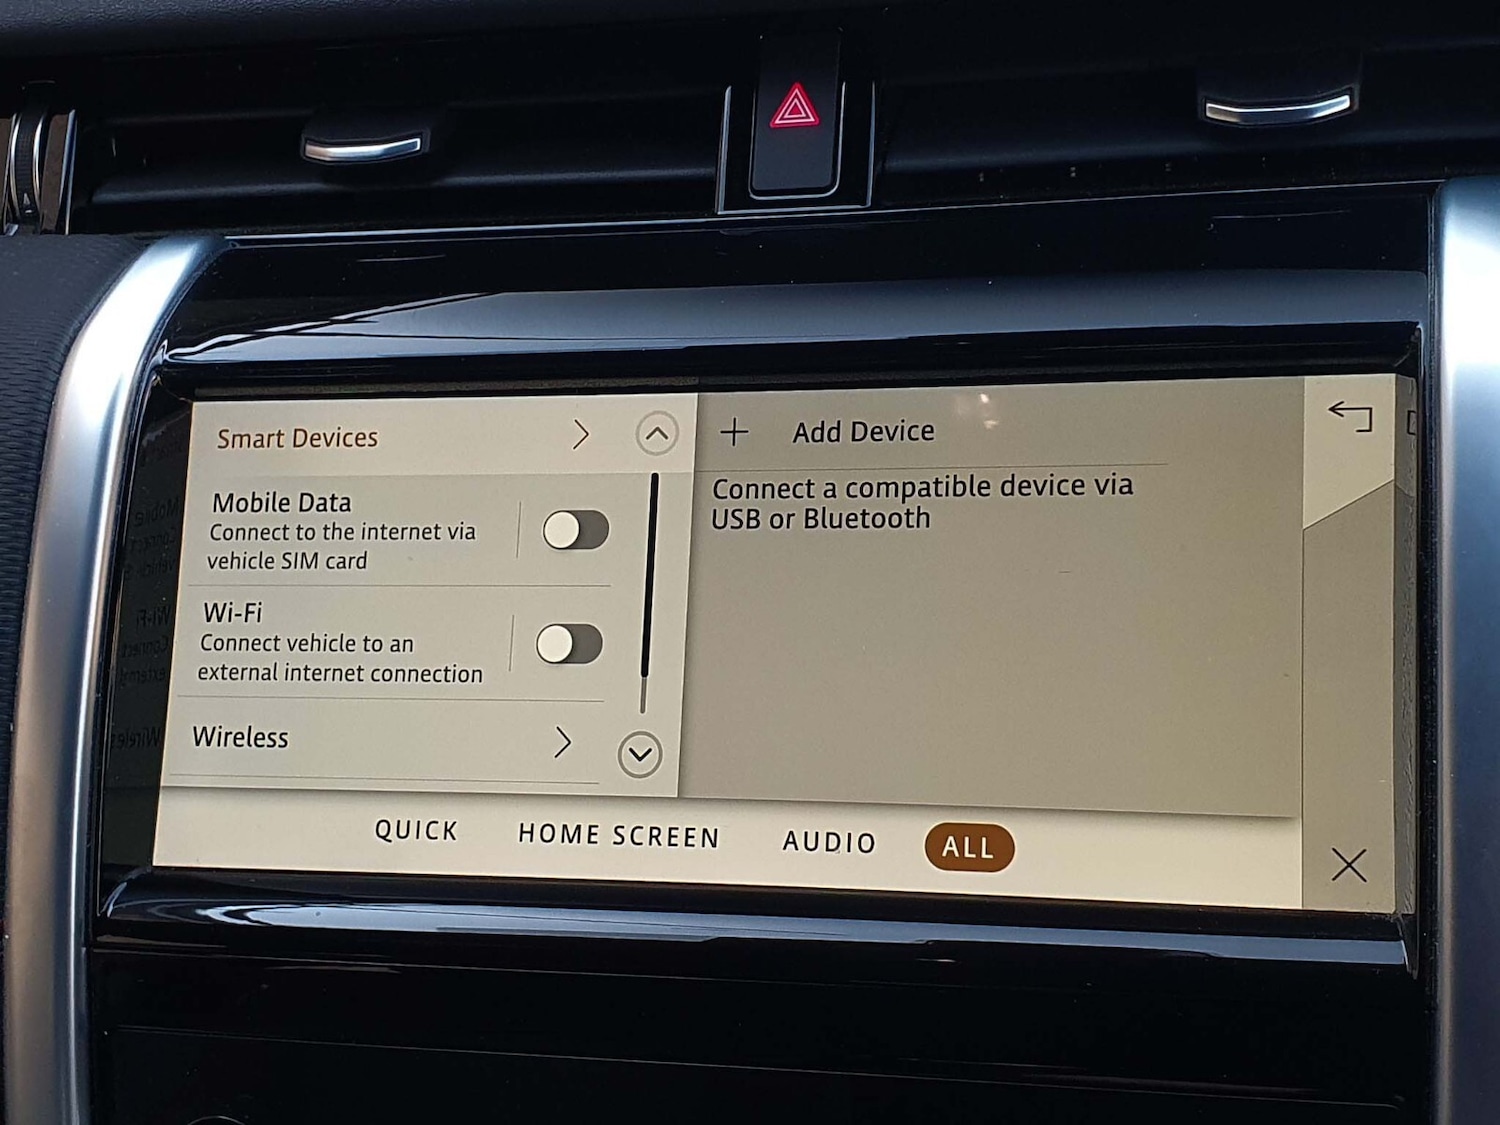 Smart Devices
Mobile Data
Connect to the internet via
vehicle SIM card
Wi-Fi
Connect vehicle to an
external internet connection
Wireless
Add Device
Connect a compatible device via
USB or Bluetooth
QUICK
HOME SCREEN
AUDIO
ALL